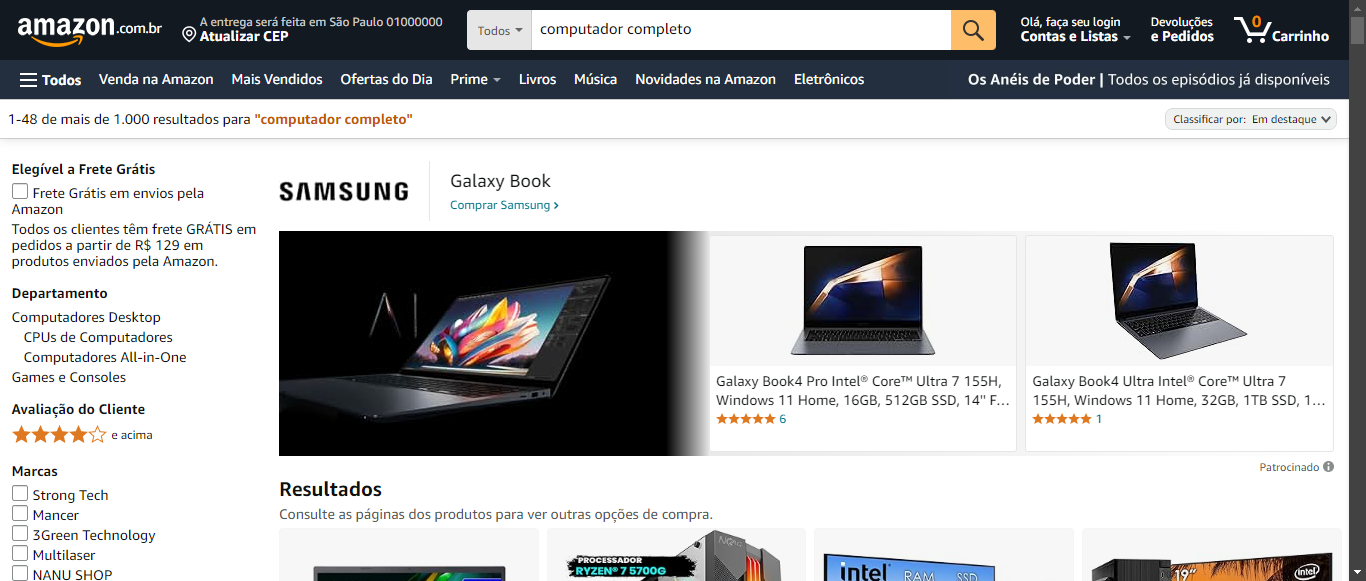 amazon.com.br
A entrega será feita em São Paulo 01000000
Atualizar CEP
Todos
computador completo
Olá, faça seu login
Contas e Listas
Devoluções
e Pedidos
0
Carrinho
Todos
Venda na Amazon
Mais Vendidos
Ofertas do Dia
Prime
Livros
Música
Novidades na Amazon
Eletrônicos
Os Anéis de Poder | Todos os episódios já disponíveis
1-48 de mais de 1.000 resultados para "computador completo"
Classificar por: Em destaque
Elegível a Frete Grátis
Frete Grátis em envios pela
Amazon
Todos os clientes têm frete GRÁTIS em
pedidos a partir de R$ 129 em
produtos enviados pela Amazon.
Departamento
Computadores Desktop
CPUs de Computadores
Computadores All-in-One
Games e Consoles
Avaliação do Cliente
e acima
Marcas
Strong Tech
Mancer
3Green Technology
Multilaser
NANU SHOP
SAMSUNG
Galaxy Book
Comprar Samsung ›
Galaxy Book4 Pro Intel® Core™ Ultra 7 155H,
Windows 11 Home, 16GB, 512GB SSD, 14'' F…
6
Galaxy Book4 Ultra Intel® Core™ Ultra 7
155H, Windows 11 Home, 32GB, 1TB SSD, 1…
1
Patrocinado
Resultados
Consulte as páginas dos produtos para ver outras opções de compra.
PROCESSADOR
RYZEN® 7 5700G
intel
RAM
SSD
19"
intel